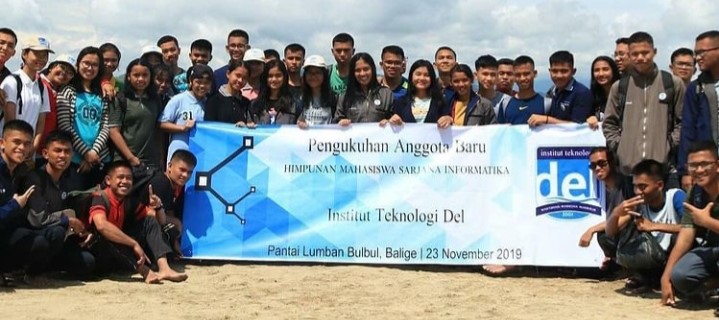 Pengukuhan Anggota Baru
HIMPUNAN MAHASISWA SARJANA INFORMATIKA
Institut Teknologi Del
Pantai Lumban Bulbul, Balige | 23 November 2019
institut teknologi
del
31